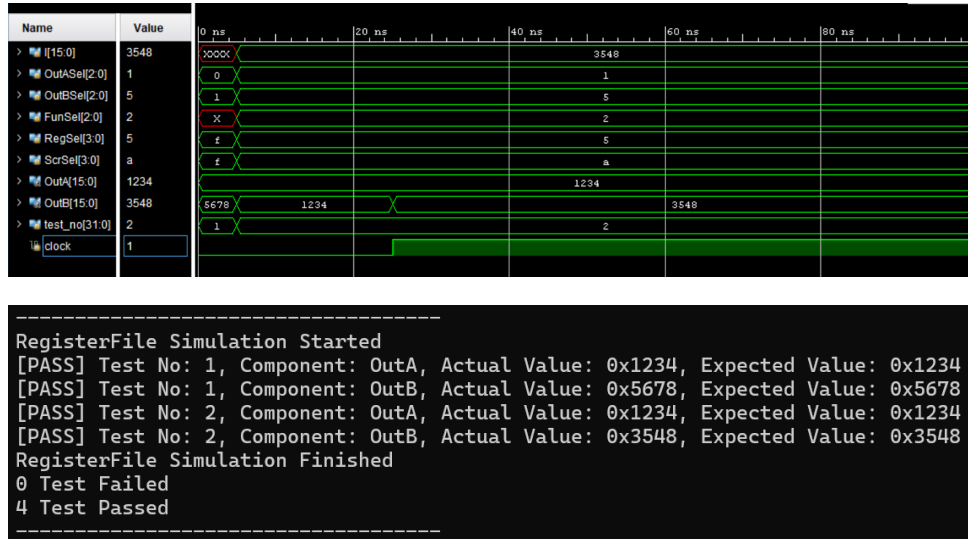 Name Value 0 ns 20 ns 40 ns 60 ns 80 ns
> I[15:0] 3548 XXXX 3548
> OutASel[2:0] 1 0 1
> OutBSel[2:0] 5 1 5
> FunSel[2:0] 2 X 2
> RegSel[3:0] 5 f 5
> ScrSel[3:0] a f a
> OutA[15:0] 1234 1234
> OutB[15:0] 3548 5678 1234 3548
> test_no[31:0] 2 1 2
clock 1
------------------------------------
RegisterFile Simulation Started
[PASS] Test No: 1, Component: OutA, Actual Value: 0x1234, Expected Value: 0x1234
[PASS] Test No: 1, Component: OutB, Actual Value: 0x5678, Expected Value: 0x5678
[PASS] Test No: 2, Component: OutA, Actual Value: 0x1234, Expected Value: 0x1234
[PASS] Test No: 2, Component: OutB, Actual Value: 0x3548, Expected Value: 0x3548
RegisterFile Simulation Finished
0 Test Failed
4 Test Passed
------------------------------------